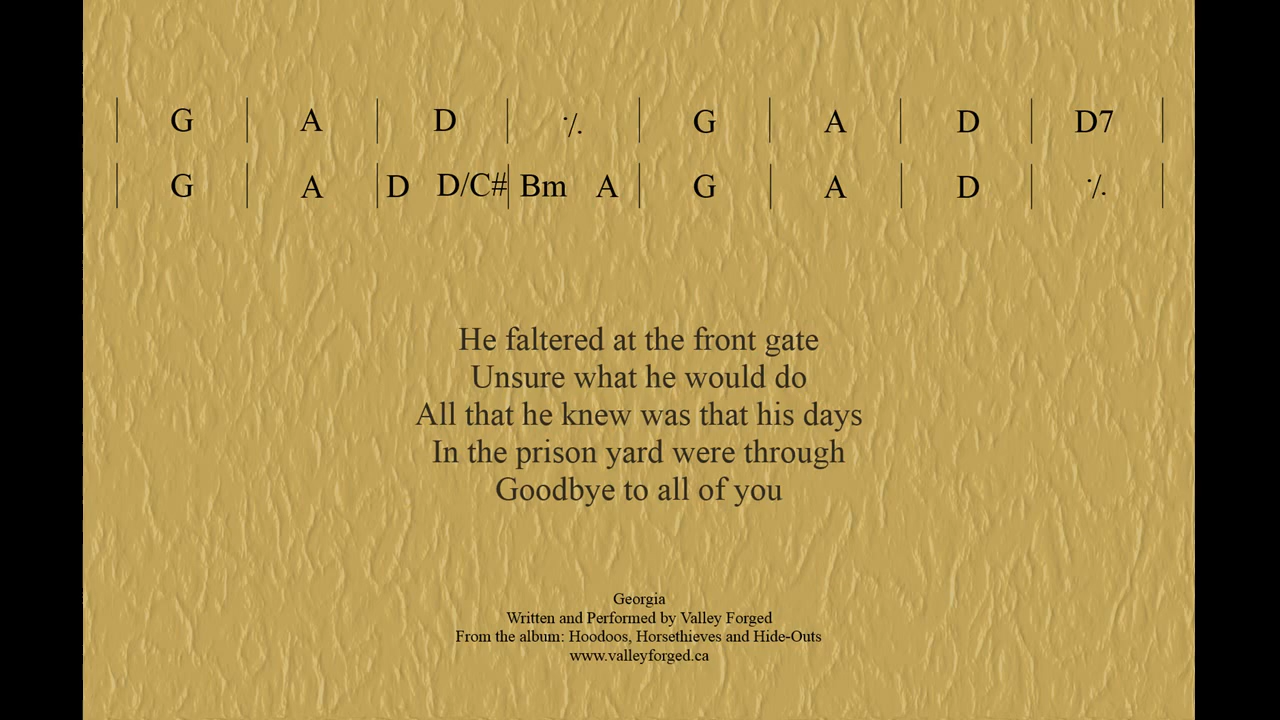 | G | A | D | ٪ | G | A | D | D7 |
| G | A | D D/C# | Bm A | G | A | D | ٪ |
He faltered at the front gate
Unsure what he would do
All that he knew was that his days
In the prison yard were through
Goodbye to all of you
Georgia
Written and Performed by Valley Forged
From the album: Hoodoos, Horsethieves and Hide-Outs
www.valleyforged.ca